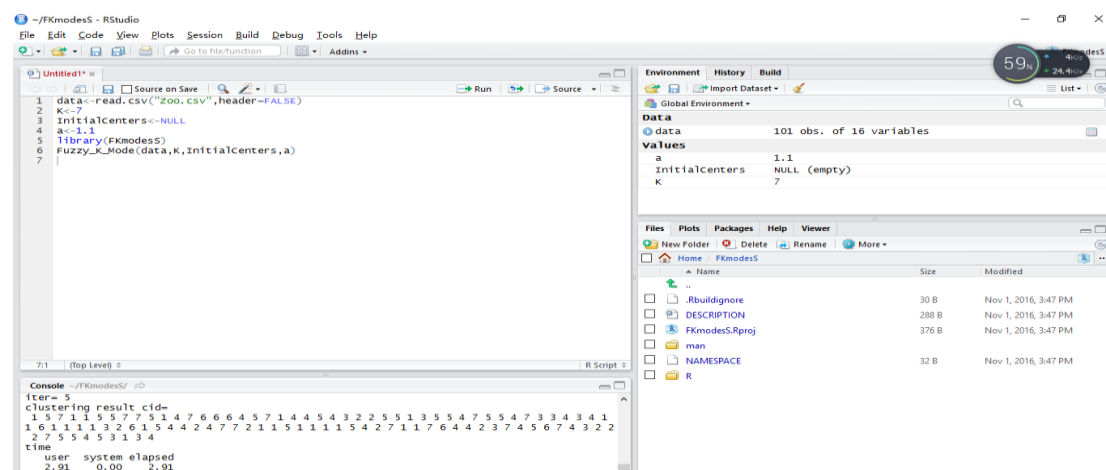 ~/FKmodesS - RStudio
File Edit Code View Plots Session Build Debug Tools Help
Go to file/function Addins
Untitled1*
Source on Save Run Source
1 data<-read.csv("zoo.csv",header=FALSE)
2 K<-7
3 InitialCenters<-NULL
4 a<-1.1
5 library(FKmodesS)
6 Fuzzy_K_Mode(data,K,InitialCenters,a)
7
7:1 (Top Level) R Script
Console ~/FKmodesS/
iter= 5
clustering result cid=
1 5 7 1 1 5 5 7 7 5 1 4 7 6 6 6 4 5 7 1 4 4 5 4 3 2 2 5 5 1 3 5 5 4 7 5 5 4 7 3 3 4 3 4 1
1 6 1 1 1 1 3 2 6 1 5 4 4 2 4 7 7 2 1 1 5 1 1 1 1 5 4 2 7 1 1 7 6 4 4 2 3 7 4 5 6 7 4 3 2 2
2 7 5 5 4 5 3 1 3 4
time
user system elapsed
2.91 0.00 2.91
59%
4K/s
24.4K/s
Environment History Build
Import Dataset List
Global Environment
Data
data 101 obs. of 16 variables
Values
a 1.1
InitialCenters NULL (empty)
K 7
Files Plots Packages Help Viewer
New Folder Delete Rename More
Home FKmodesS
Name Size Modified
..
.Rbuildignore 30 B Nov 1, 2016, 3:47 PM
DESCRIPTION 288 B Nov 1, 2016, 3:47 PM
FKmodesS.Rproj 376 B Nov 1, 2016, 3:47 PM
man
NAMESPACE 32 B Nov 1, 2016, 3:47 PM
R